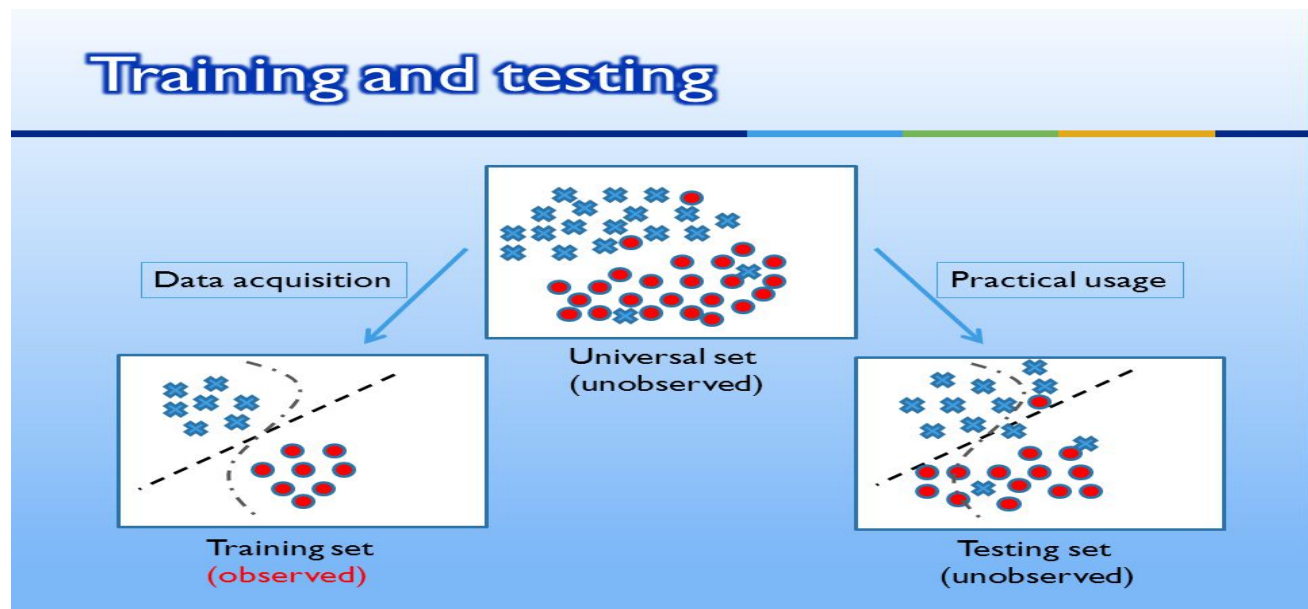 Training and testing
Data acquisition
Practical usage
Universal set
(unobserved)
Training set
(observed)
Testing set
(unobserved)